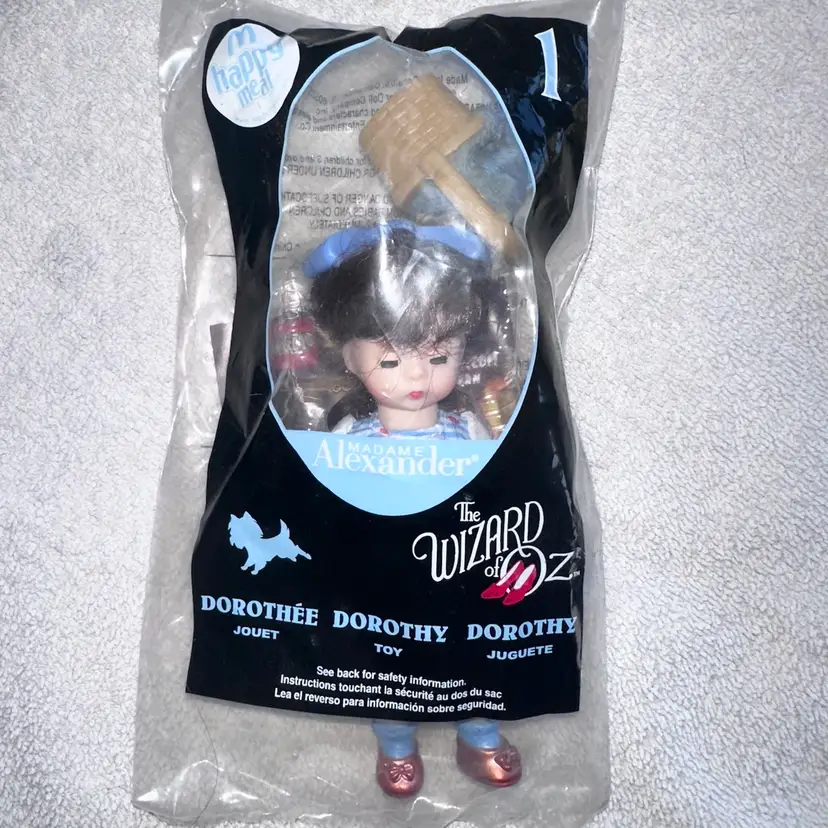 m
happy
meal
1
MADAME
Alexander®
The
WIZARD
of OZ™
DOROTHÉE DOROTHY DOROTHY
JOUET TOY JUGUETE
See back for safety information.
Instructions touchant la sécurité au dos du sac
Lea el reverso para información sobre seguridad.